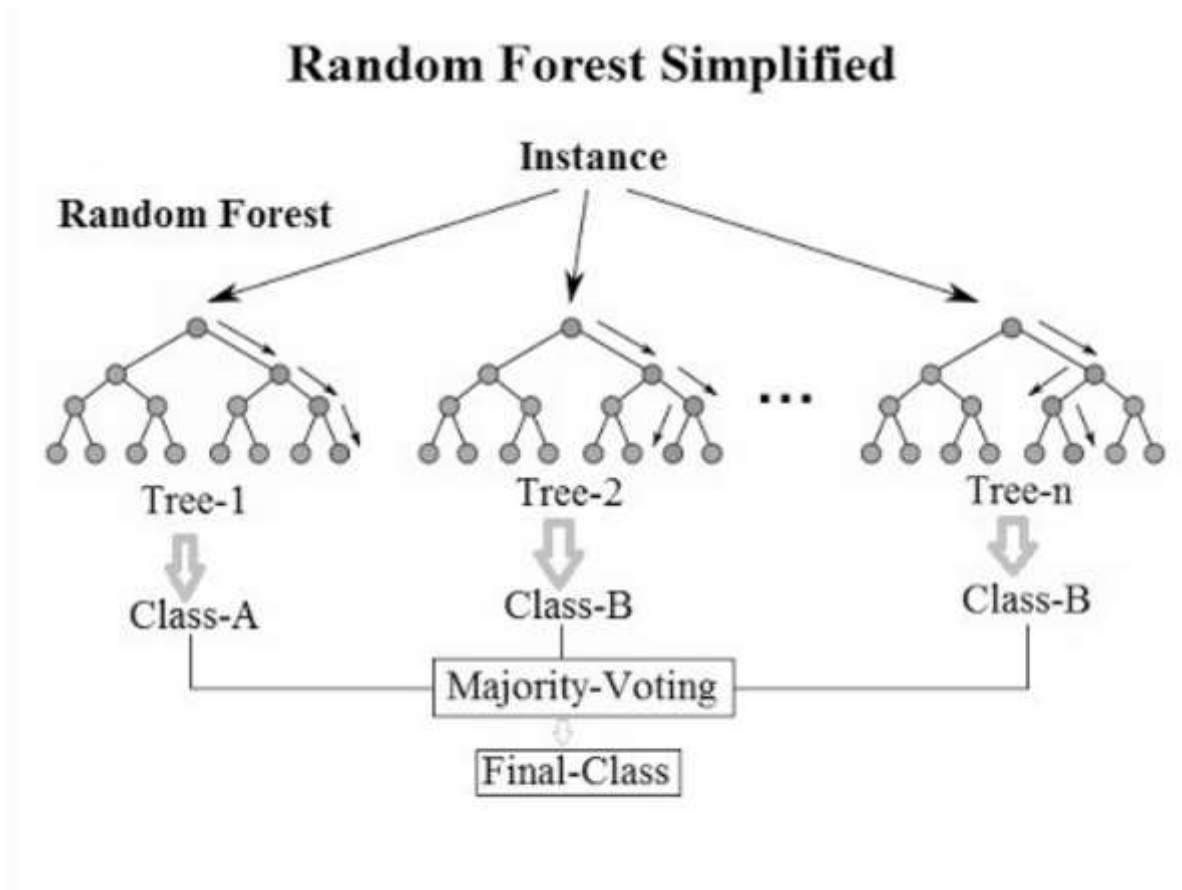 Random Forest Simplified
Instance
Random Forest
...
Tree-1
Tree-2
Tree-n
Class-A
Class-B
Class-B
Majority-Voting
Final-Class